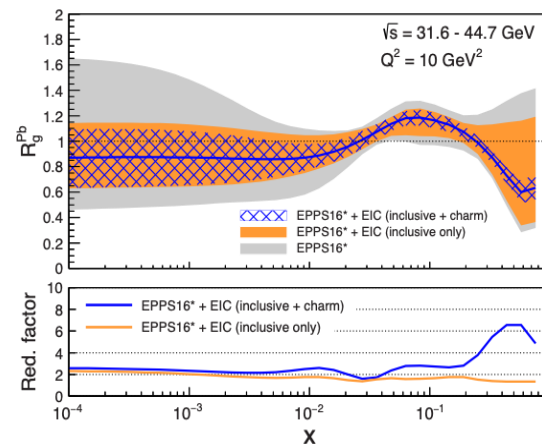 √s = 31.6 - 44.7 GeV
Q² = 10 GeV²
R_g^Pb
2
1.8
1.6
1.4
1.2
1
0.8
0.6
0.4
0.2
0
EPPS16* + EIC (inclusive + charm)
EPPS16* + EIC (inclusive only)
EPPS16*
Red. factor
10
8
6
4
2
0
EPPS16* + EIC (inclusive + charm)
EPPS16* + EIC (inclusive only)
10⁻⁴ 10⁻³ 10⁻² 10⁻¹
x